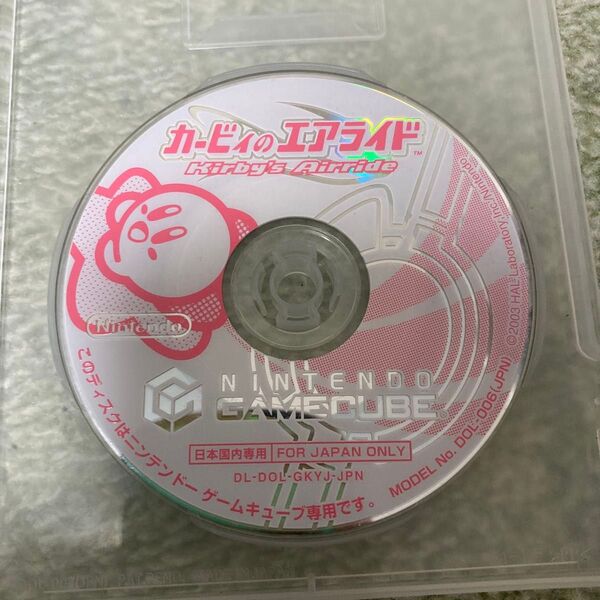 カービィのエアライド™
Kirby's Airride
Nintendo
NINTENDO
GAMECUBE
日本国内専用 FOR JAPAN ONLY
DL-DOL-GKYJ-JPN
このディスクはニンテンドーゲームキューブ専用です。
MODEL No. DOL-006(JPN)
©2003 HAL Laboratory, Inc./Nintendo